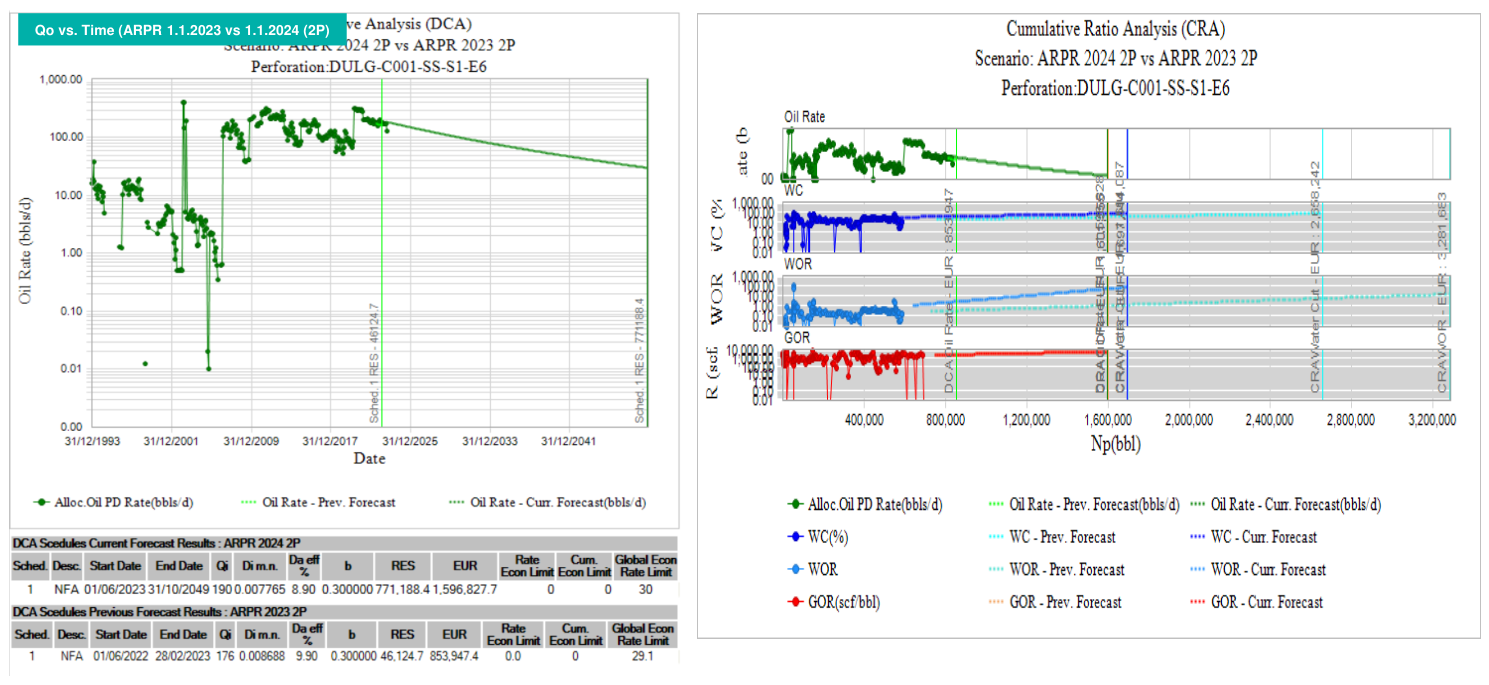 Qo vs. Time (ARPR 1.1.2023 vs 1.1.2024 (2P)
ve Analysis (DCA)
Scenario: ARPR 2024 2P vs ARPR 2023 2P
Perforation:DULG-C001-SS-S1-E6
1,000.00
100.00
10.00
1.00
0.10
0.01
0.00
Oil Rate (bbls/d)
Sched.1 RES - 46124.7
Sched.1 RES - 771188.4
31/12/1993 31/12/2001 31/12/2009 31/12/2017 31/12/2025 31/12/2033 31/12/2041
Date
Alloc.Oil PD Rate(bbls/d) Oil Rate - Prev. Forecast Oil Rate - Curr. Forecast(bbls/d)
DCA Scedules Current Forecast Results : ARPR 2024 2P
Sched. Desc. Start Date End Date Qi Di m.n. Da eff % b RES EUR Rate Econ Limit Cum. Econ Limit Global Econ Rate Limit
1 NFA 01/06/2023 31/10/2049 190 0.007765 8.90 0.300000 771,188.4 1,596,827.7 0 0 30
DCA Scedules Previous Forecast Results : ARPR 2023 2P
Sched. Desc. Start Date End Date Qi Di m.n. Da eff % b RES EUR Rate Econ Limit Cum. Econ Limit Global Econ Rate Limit
1 NFA 01/06/2022 28/02/2023 176 0.008688 9.90 0.300000 46,124.7 853,947.4 0.0 0 29.1
Cumulative Ratio Analysis (CRA)
Scenario: ARPR 2024 2P vs ARPR 2023 2P
Perforation:DULG-C001-SS-S1-E6
Oil Rate
ate (b
00
WC
VC (%
1,000.00
100.00
10.00
0.01
WOR
WOR
1,000.00
0.01
GOR
R (scf
10,000.00
0.01
DCA Oil Rate - EUR : 853,947
CRAWater Cut - EUR : 2,658,242
CRAWOR - EUR : 3,281,683
400,000 800,000 1,200,000 1,600,000 2,000,000 2,400,000 2,800,000 3,200,000
Np(bbl)
Alloc.Oil PD Rate(bbls/d) Oil Rate - Prev. Forecast(bbls/d) Oil Rate - Curr. Forecast(bbls/d)
WC(%) WC - Prev. Forecast WC - Curr. Forecast
WOR WOR - Prev. Forecast WOR - Curr. Forecast
GOR(scf/bbl) GOR - Prev. Forecast GOR - Curr. Forecast